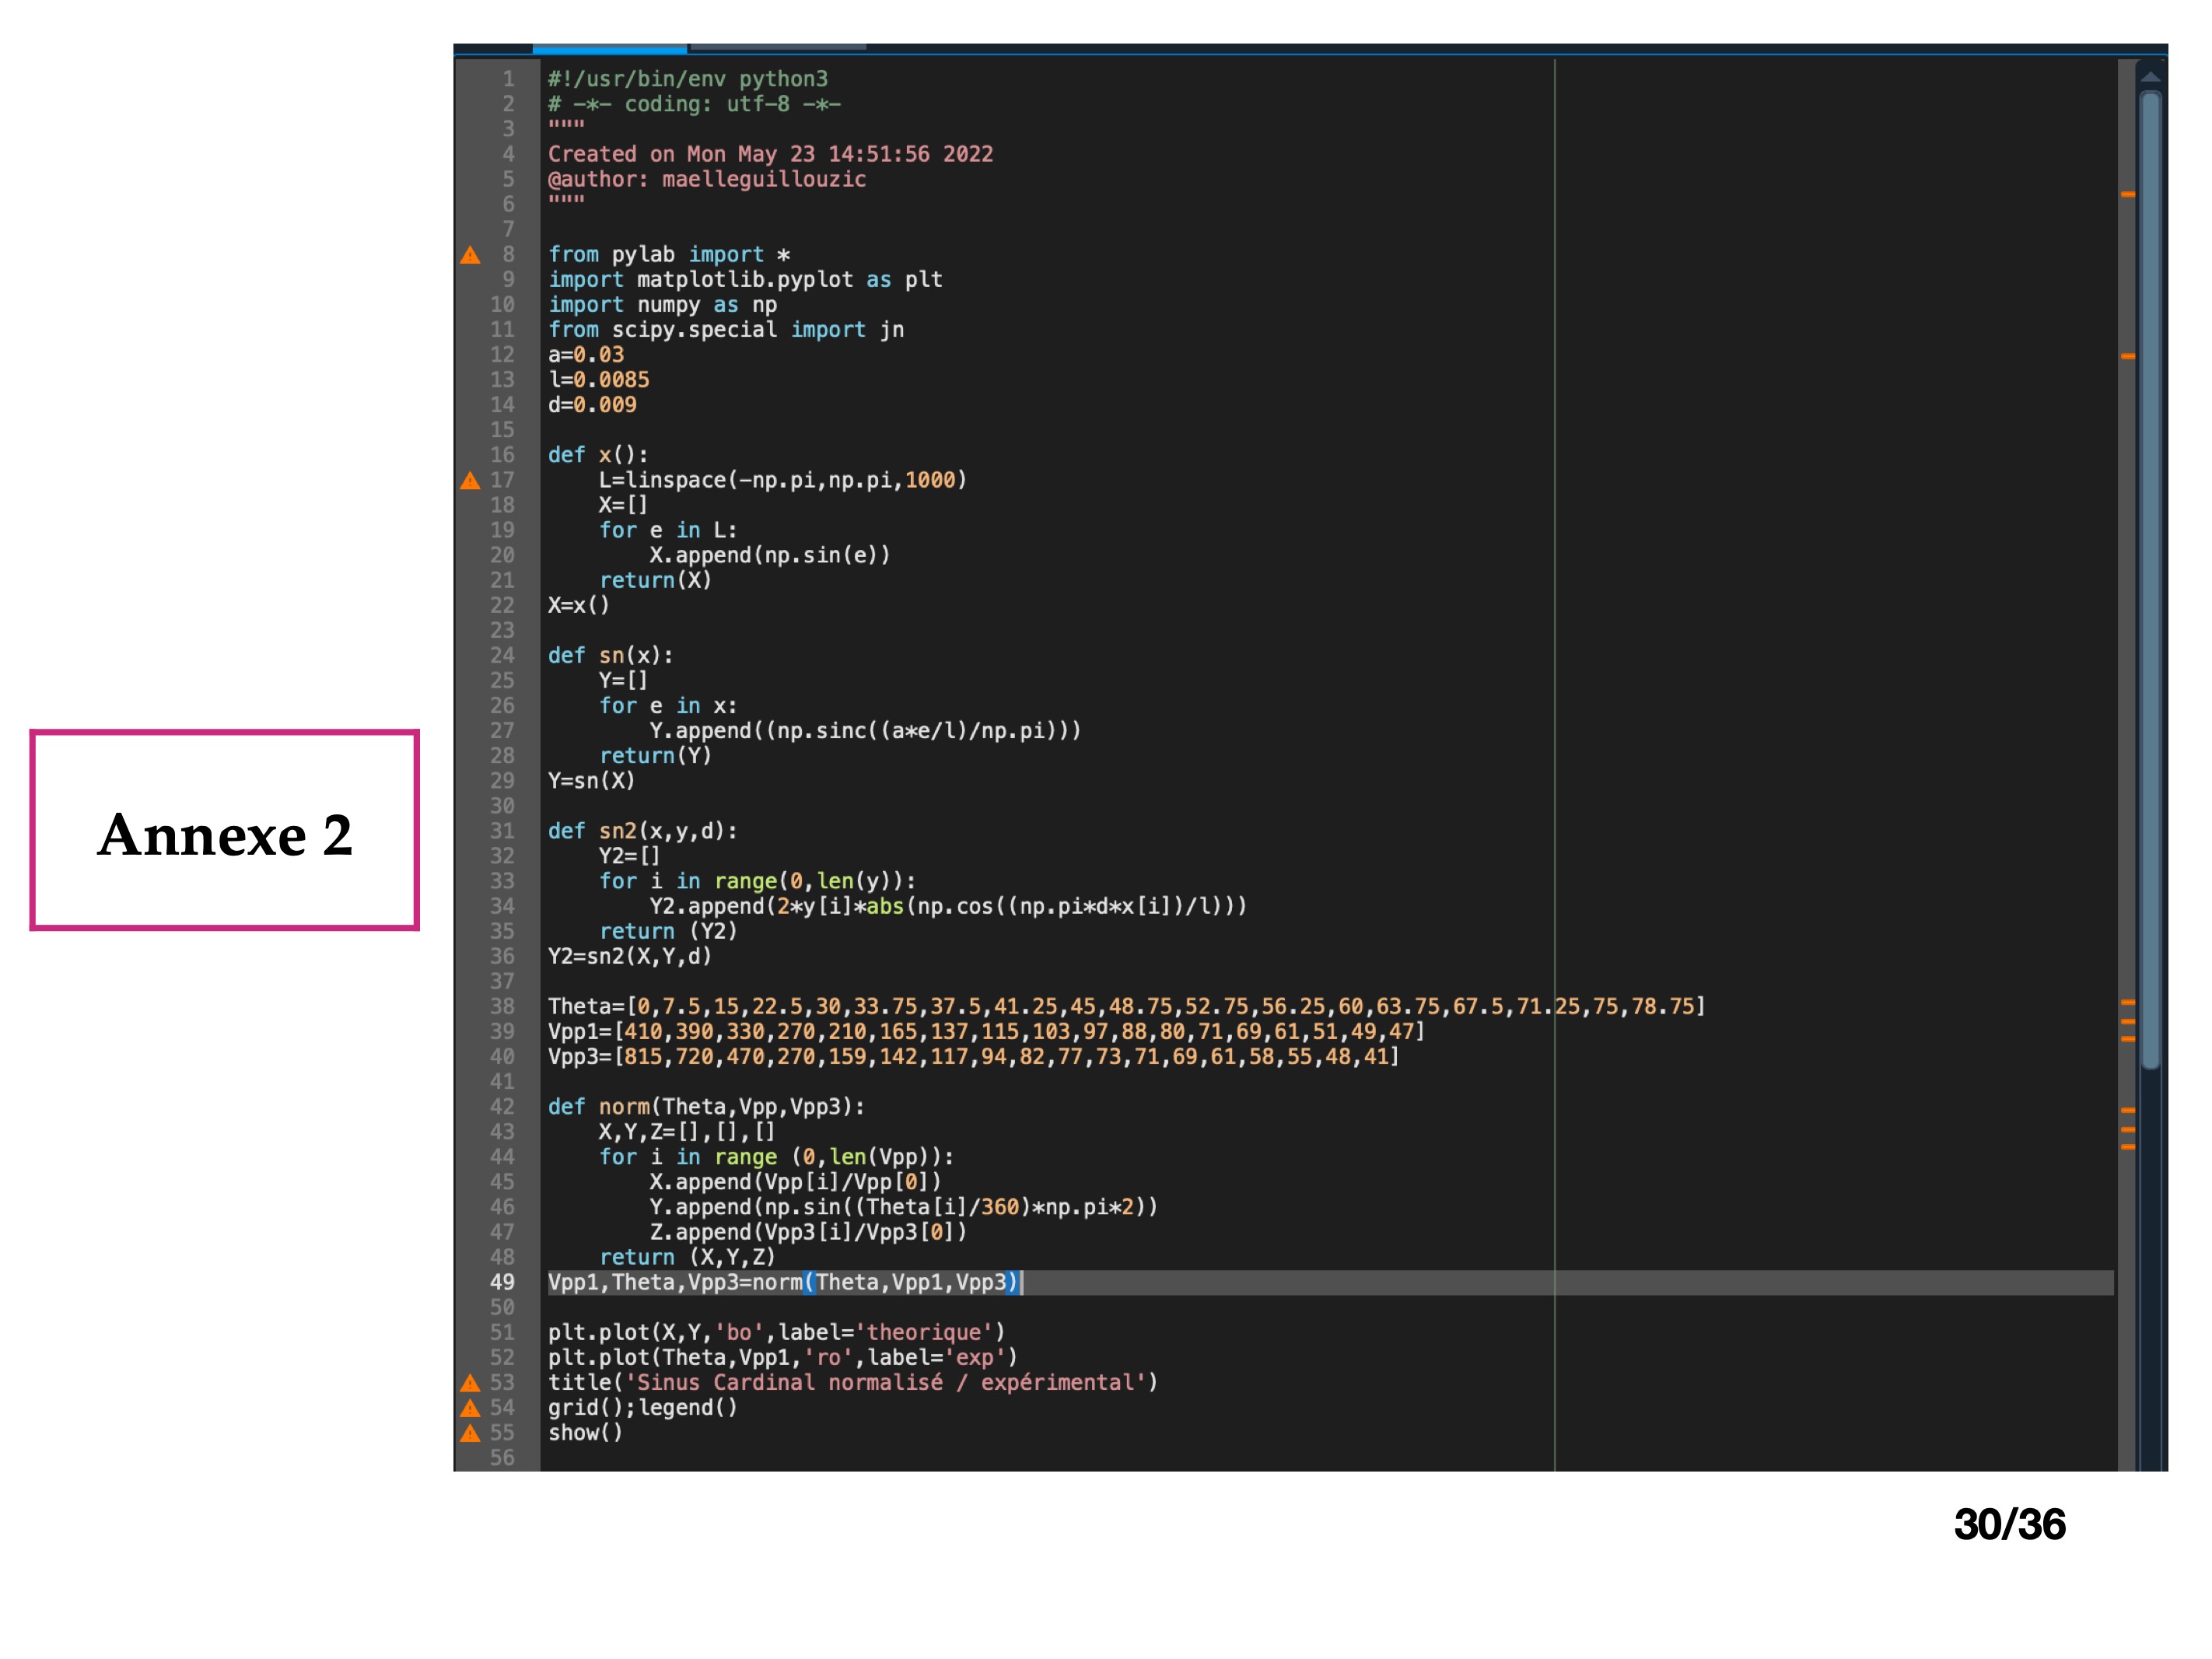 Annexe 2
1 #!/usr/bin/env python3
2 # -*- coding: utf-8 -*-
3 """
4 Created on Mon May 23 14:51:56 2022
5 @author: maelleguillouzic
6 """
7
8 from pylab import *
9 import matplotlib.pyplot as plt
10 import numpy as np
11 from scipy.special import jn
12 a=0.03
13 l=0.0085
14 d=0.009
15
16 def x():
17     L=linspace(-np.pi,np.pi,1000)
18     X=[]
19     for e in L:
20         X.append(np.sin(e))
21     return(X)
22 X=x()
23
24 def sn(x):
25     Y=[]
26     for e in x:
27         Y.append((np.sinc((a*e/l)/np.pi)))
28     return(Y)
29 Y=sn(X)
30
31 def sn2(x,y,d):
32     Y2=[]
33     for i in range(0,len(y)):
34         Y2.append(2*y[i]*abs(np.cos((np.pi*d*x[i])/l)))
35     return (Y2)
36 Y2=sn2(X,Y,d)
37
38 Theta=[0,7.5,15,22.5,30,33.75,37.5,41.25,45,48.75,52.75,56.25,60,63.75,67.5,71.25,75,78.75]
39 Vpp1=[410,390,330,270,210,165,137,115,103,97,88,80,71,69,61,51,49,47]
40 Vpp3=[815,720,470,270,159,142,117,94,82,77,73,71,69,61,58,55,48,41]
41
42 def norm(Theta,Vpp,Vpp3):
43     X,Y,Z=[],[],[]
44     for i in range (0,len(Vpp)):
45         X.append(Vpp[i]/Vpp[0])
46         Y.append(np.sin((Theta[i]/360)*np.pi*2))
47         Z.append(Vpp3[i]/Vpp3[0])
48     return (X,Y,Z)
49 Vpp1,Theta,Vpp3=norm(Theta,Vpp1,Vpp3)
50
51 plt.plot(X,Y,'bo',label='theorique')
52 plt.plot(Theta,Vpp1,'ro',label='exp')
53 title('Sinus Cardinal normalisé / expérimental')
54 grid();legend()
55 show()
56
30/36